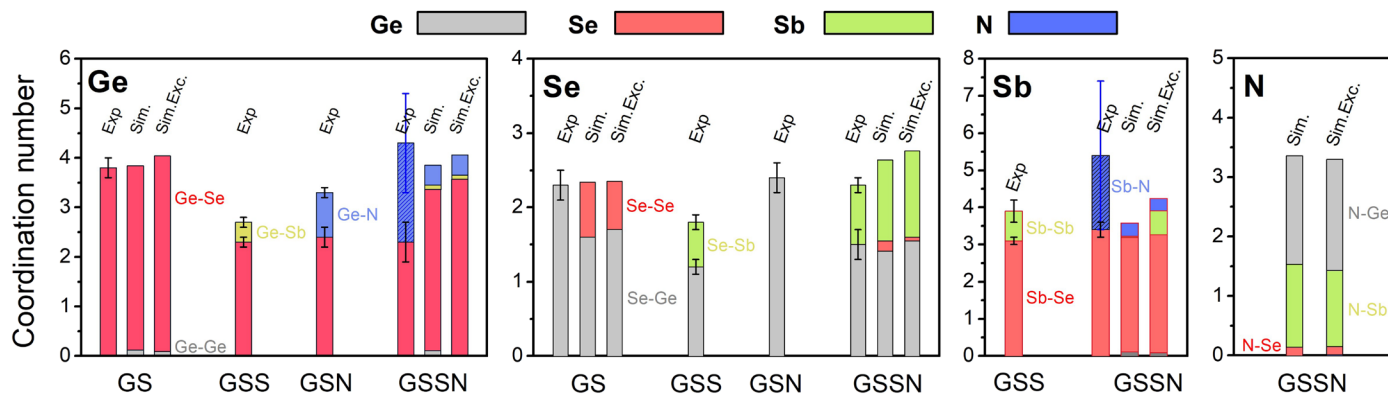 Ge Se Sb N
Coordination number
6
5
4
3
2
1
0
Ge
Exp Sim. Sim.Exc. Exp Exp Exp Sim. Sim.Exc.
Ge-Se
Ge-Sb
Ge-N
Ge-Ge
GS GSS GSN GSSN
4
3
2
1
0
Se
Exp Sim. Sim.Exc. Exp Exp Exp Sim. Sim.Exc.
Se-Se
Se-Sb
Se-Ge
GS GSS GSN GSSN
8
7
6
5
4
3
2
1
0
Sb
Exp Exp Sim. Sim.Exc.
Sb-N
Sb-Sb
Sb-Se
GSS GSSN
5
4
3
2
1
0
N
Sim. Sim.Exc.
N-Ge
N-Sb
N-Se
GSSN